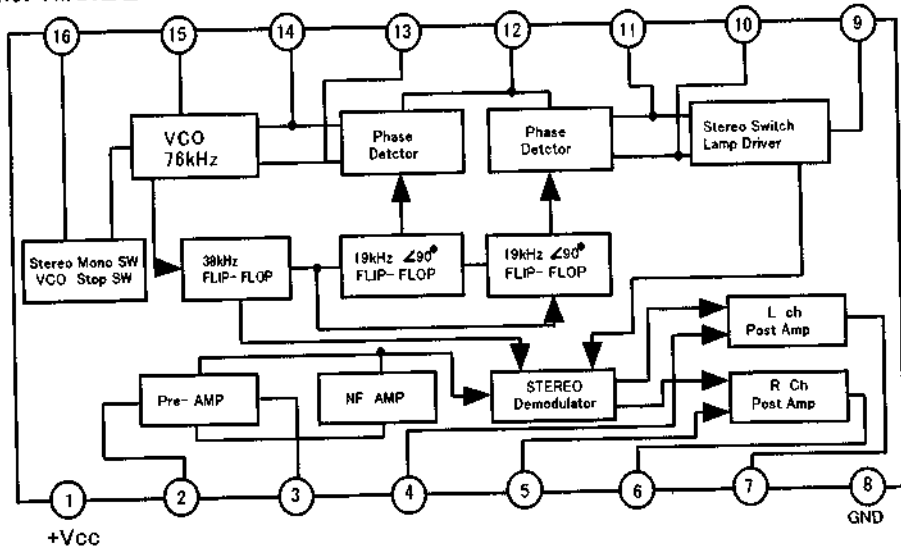 16 15 14 13 12 11 10 9
VCO
76kHz
Phase
Detctor
Phase
Detctor
Stereo Switch
Lamp Driver
Stereo Mono SW
VCO Stop SW
38kHz
FLIP-FLOP
19kHz ∠90°
FLIP-FLOP
19kHz ∠90°
FLIP-FLOP
L ch
Post Amp
Pre-AMP
NF AMP
STEREO
Demodulator
R Ch
Post Amp
1 2 3 4 5 6 7 8
+Vcc
GND